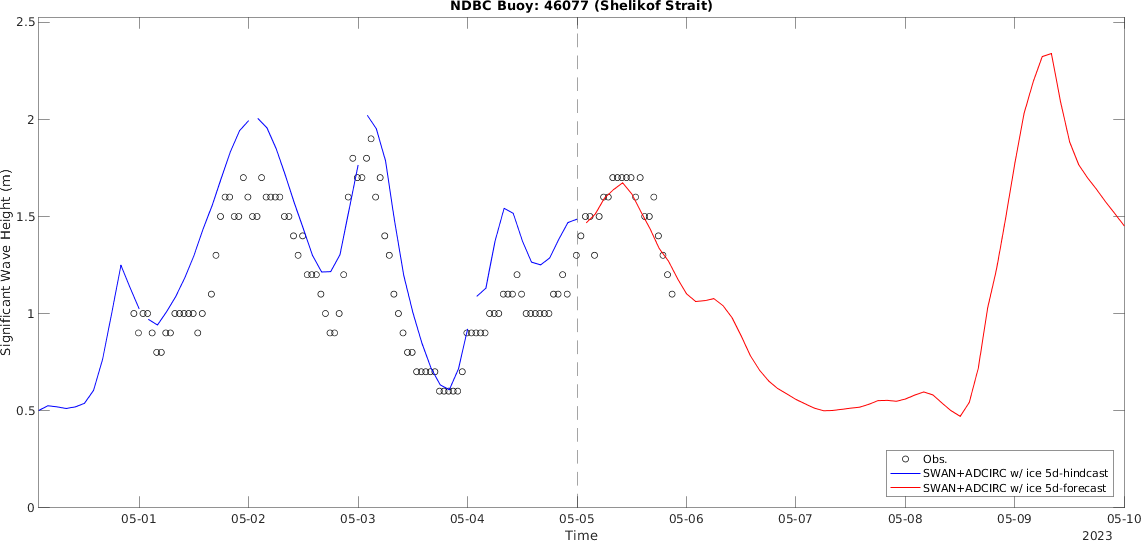 NDBC Buoy: 46077 (Shelikof Strait)
2.5
2
1.5
1
0.5
0
Significant Wave Height (m)
Obs.
SWAN+ADCIRC w/ ice 5d-hindcast
SWAN+ADCIRC w/ ice 5d-forecast
05-01 05-02 05-03 05-04 05-05 05-06 05-07 05-08 05-09 05-10
Time
2023